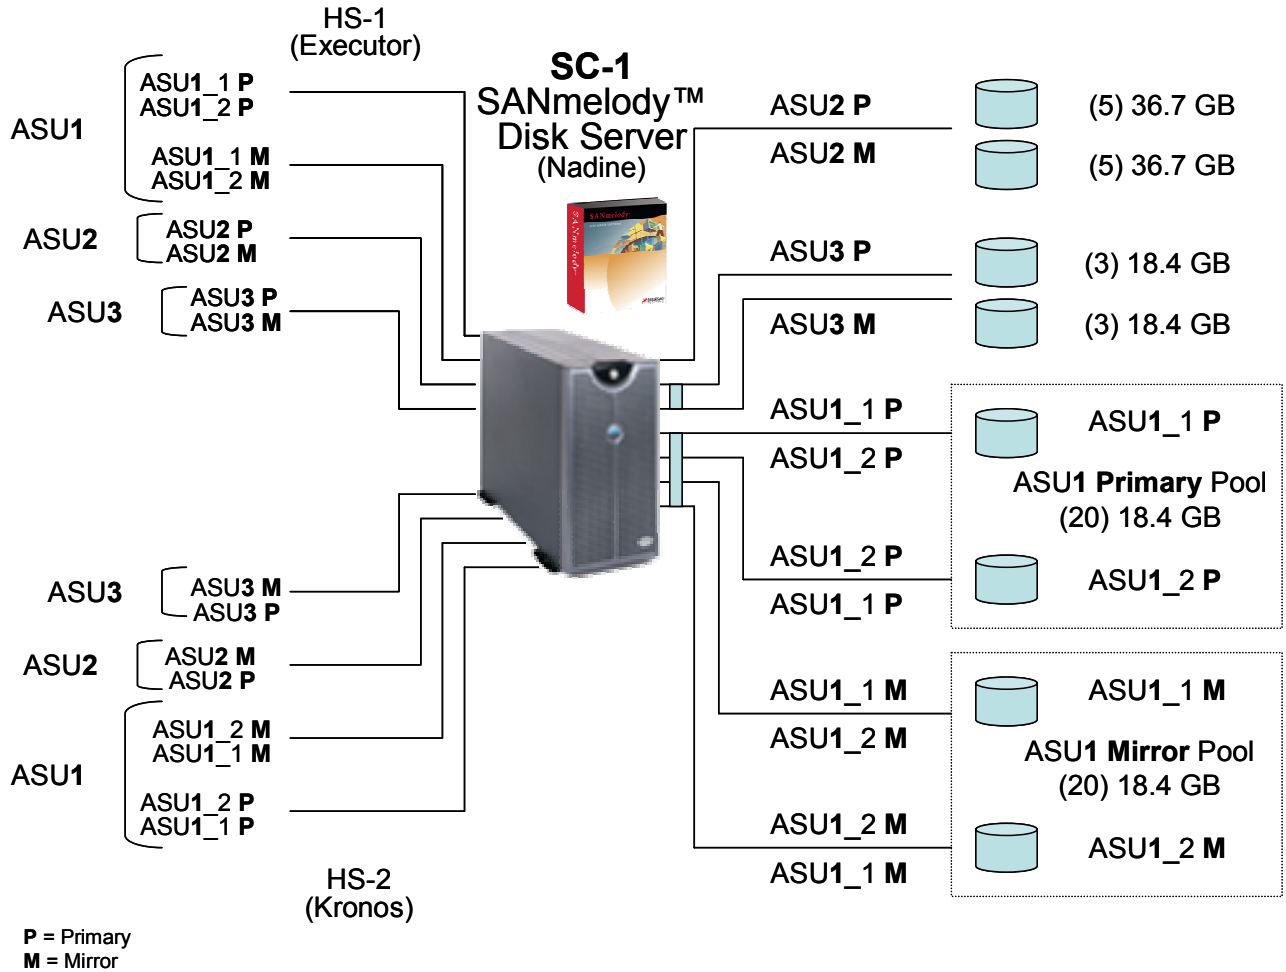 HS-1
(Executor)
ASU1
ASU1_1 P
ASU1_2 P
ASU1_1 M
ASU1_2 M
ASU2
ASU2 P
ASU2 M
ASU3
ASU3 P
ASU3 M
SC-1
SANmelody™
Disk Server
(Nadine)
SANmelody
SANmelody
ASU2 P
ASU2 M
(5) 36.7 GB
(5) 36.7 GB
ASU3 P
ASU3 M
(3) 18.4 GB
(3) 18.4 GB
ASU1_1 P
ASU1_2 P
ASU1_1 P
ASU1 Primary Pool
(20) 18.4 GB
ASU1_2 P
ASU1_1 P
ASU1_2 P
ASU1_1 M
ASU1_2 M
ASU1_1 M
ASU1 Mirror Pool
(20) 18.4 GB
ASU1_2 M
ASU1_1 M
ASU1_2 M
ASU3
ASU3 M
ASU3 P
ASU2
ASU2 M
ASU2 P
ASU1
ASU1_2 M
ASU1_1 M
ASU1_2 P
ASU1_1 P
HS-2
(Kronos)
P = Primary
M = Mirror